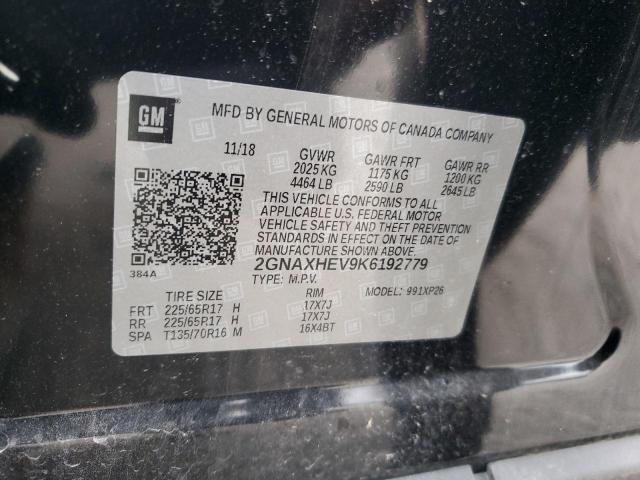 GM
MFD BY GENERAL MOTORS OF CANADA COMPANY
11/18 GVWR GAWR FRT GAWR RR
2025 KG 1175 KG 1200 KG
4464 LB 2590 LB 2645 LB
THIS VEHICLE CONFORMS TO ALL
APPLICABLE U.S. FEDERAL MOTOR
VEHICLE SAFETY AND THEFT PREVENTION
STANDARDS IN EFFECT ON THE DATE OF
MANUFACTURE SHOWN ABOVE.
384A
2GNAXHEV9K6192779
TYPE: M.P.V. MODEL: 991XP26
TIRE SIZE RIM
FRT 225/65R17 H 17X7J
RR 225/65R17 H 17X7J
SPA T135/70R16 M 16X4BT